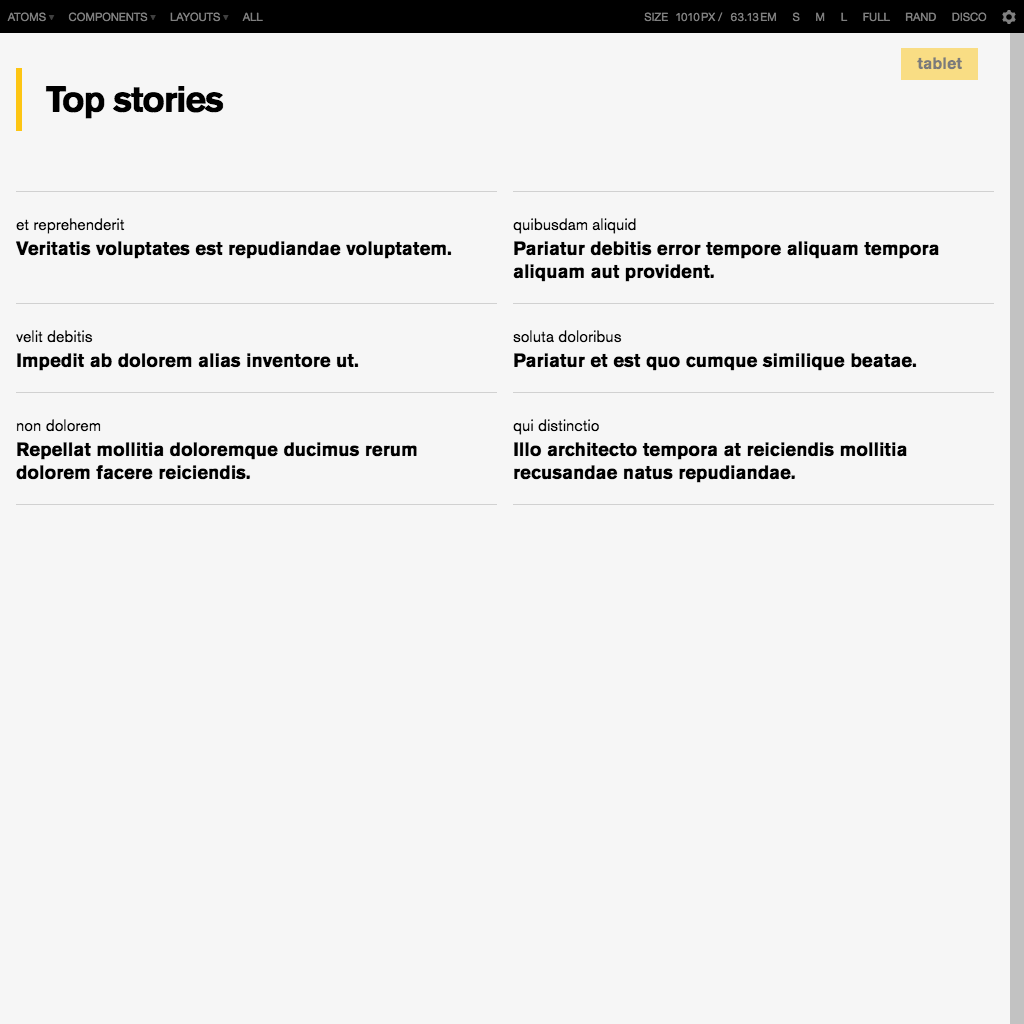 ATOMS▾ COMPONENTS▾ LAYOUTS▾ ALL SIZE 1010PX / 63.13EM S M L FULL RAND DISCO
tablet
Top stories
et reprehenderit
Veritatis voluptates est repudiandae voluptatem.
quibusdam aliquid
Pariatur debitis error tempore aliquam tempora
aliquam aut provident.
velit debitis
Impedit ab dolorem alias inventore ut.
soluta doloribus
Pariatur et est quo cumque similique beatae.
non dolorem
Repellat mollitia doloremque ducimus rerum
dolorem facere reiciendis.
qui distinctio
Illo architecto tempora at reiciendis mollitia
recusandae natus repudiandae.